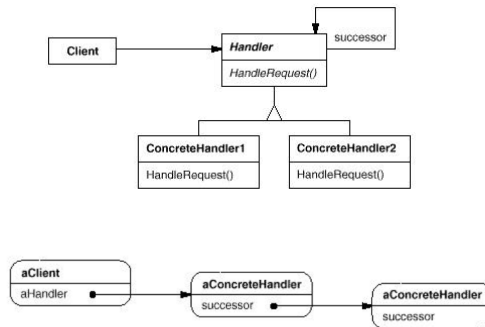 Client
Handler
HandleRequest()
successor
ConcreteHandler1
HandleRequest()
ConcreteHandler2
HandleRequest()
aClient
aHandler
aConcreteHandler
successor
aConcreteHandler
successor